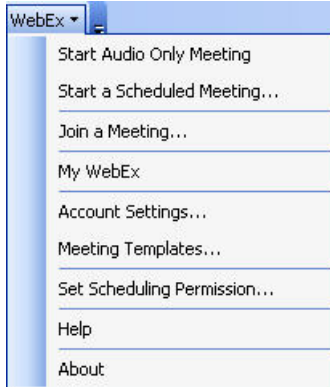 WebEx
Start Audio Only Meeting
Start a Scheduled Meeting...
Join a Meeting...
My WebEx
Account Settings...
Meeting Templates...
Set Scheduling Permission...
Help
About